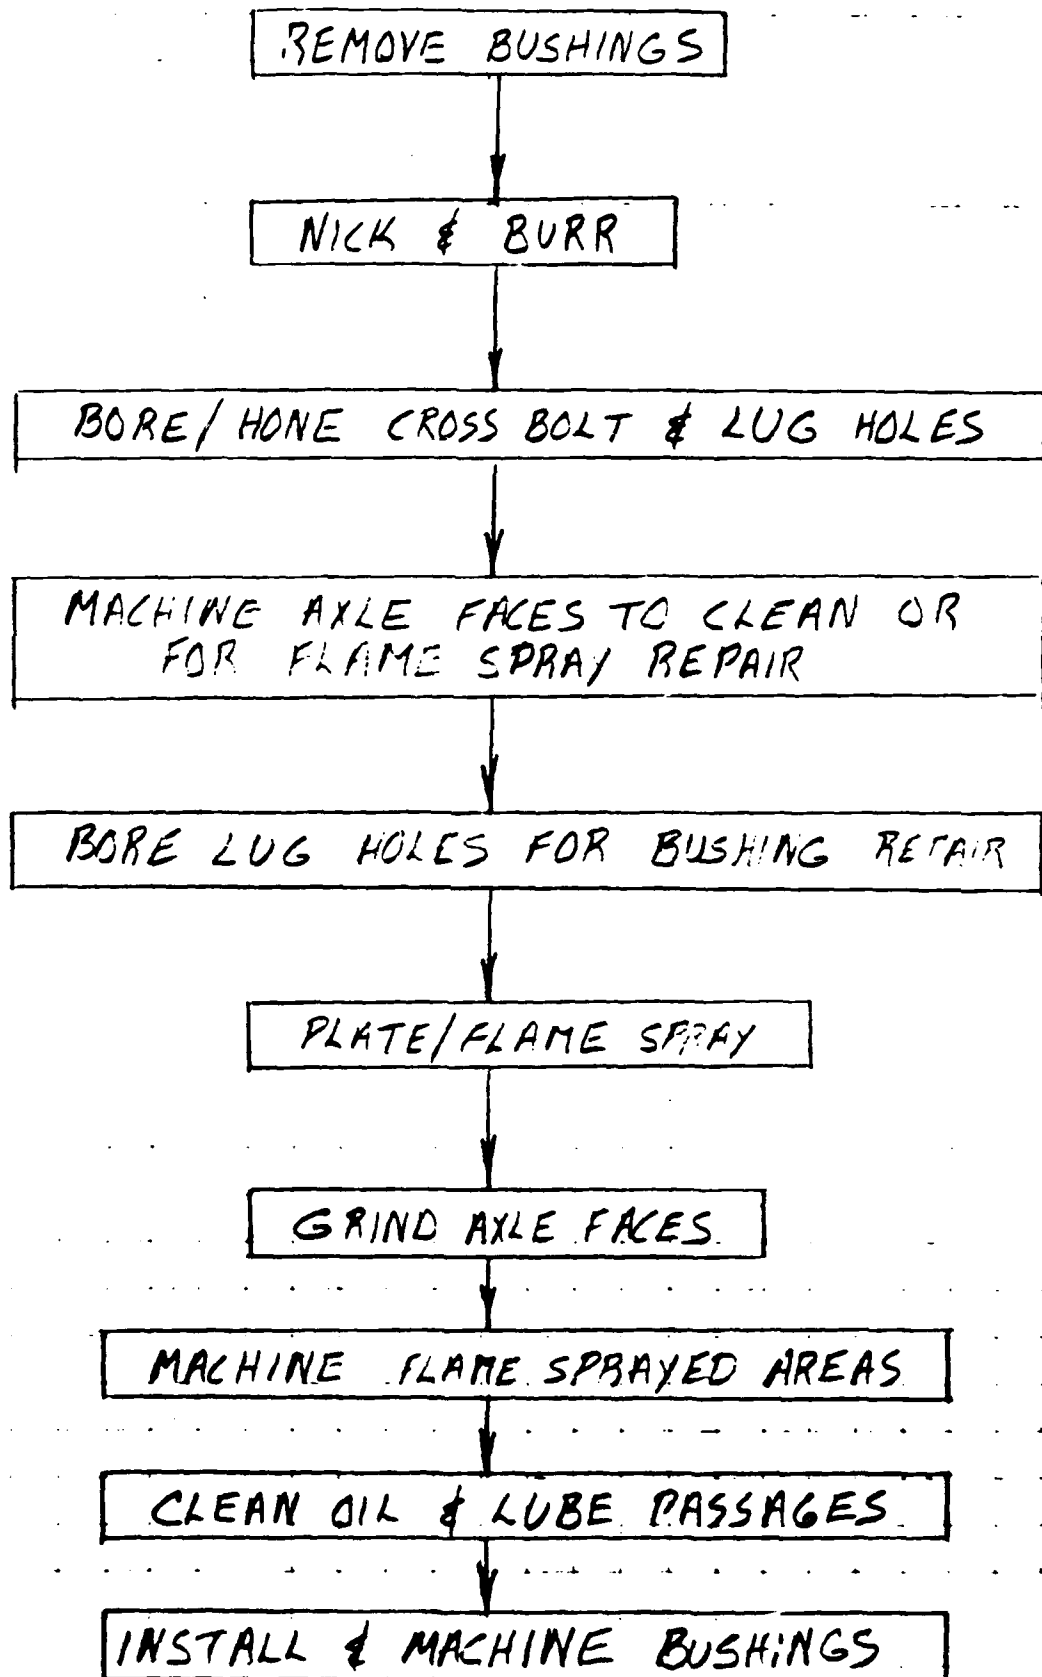 REMOVE BUSHINGS
NICK & BURR
BORE/HONE CROSS BOLT & LUG HOLES
MACHINE AXLE FACES TO CLEAN OR
FOR FLAME SPRAY REPAIR
BORE LUG HOLES FOR BUSHING REPAIR
PLATE/FLAME SPRAY
GRIND AXLE FACES
MACHINE FLAME SPRAYED AREAS
CLEAN OIL & LUBE PASSAGES
INSTALL & MACHINE BUSHINGS